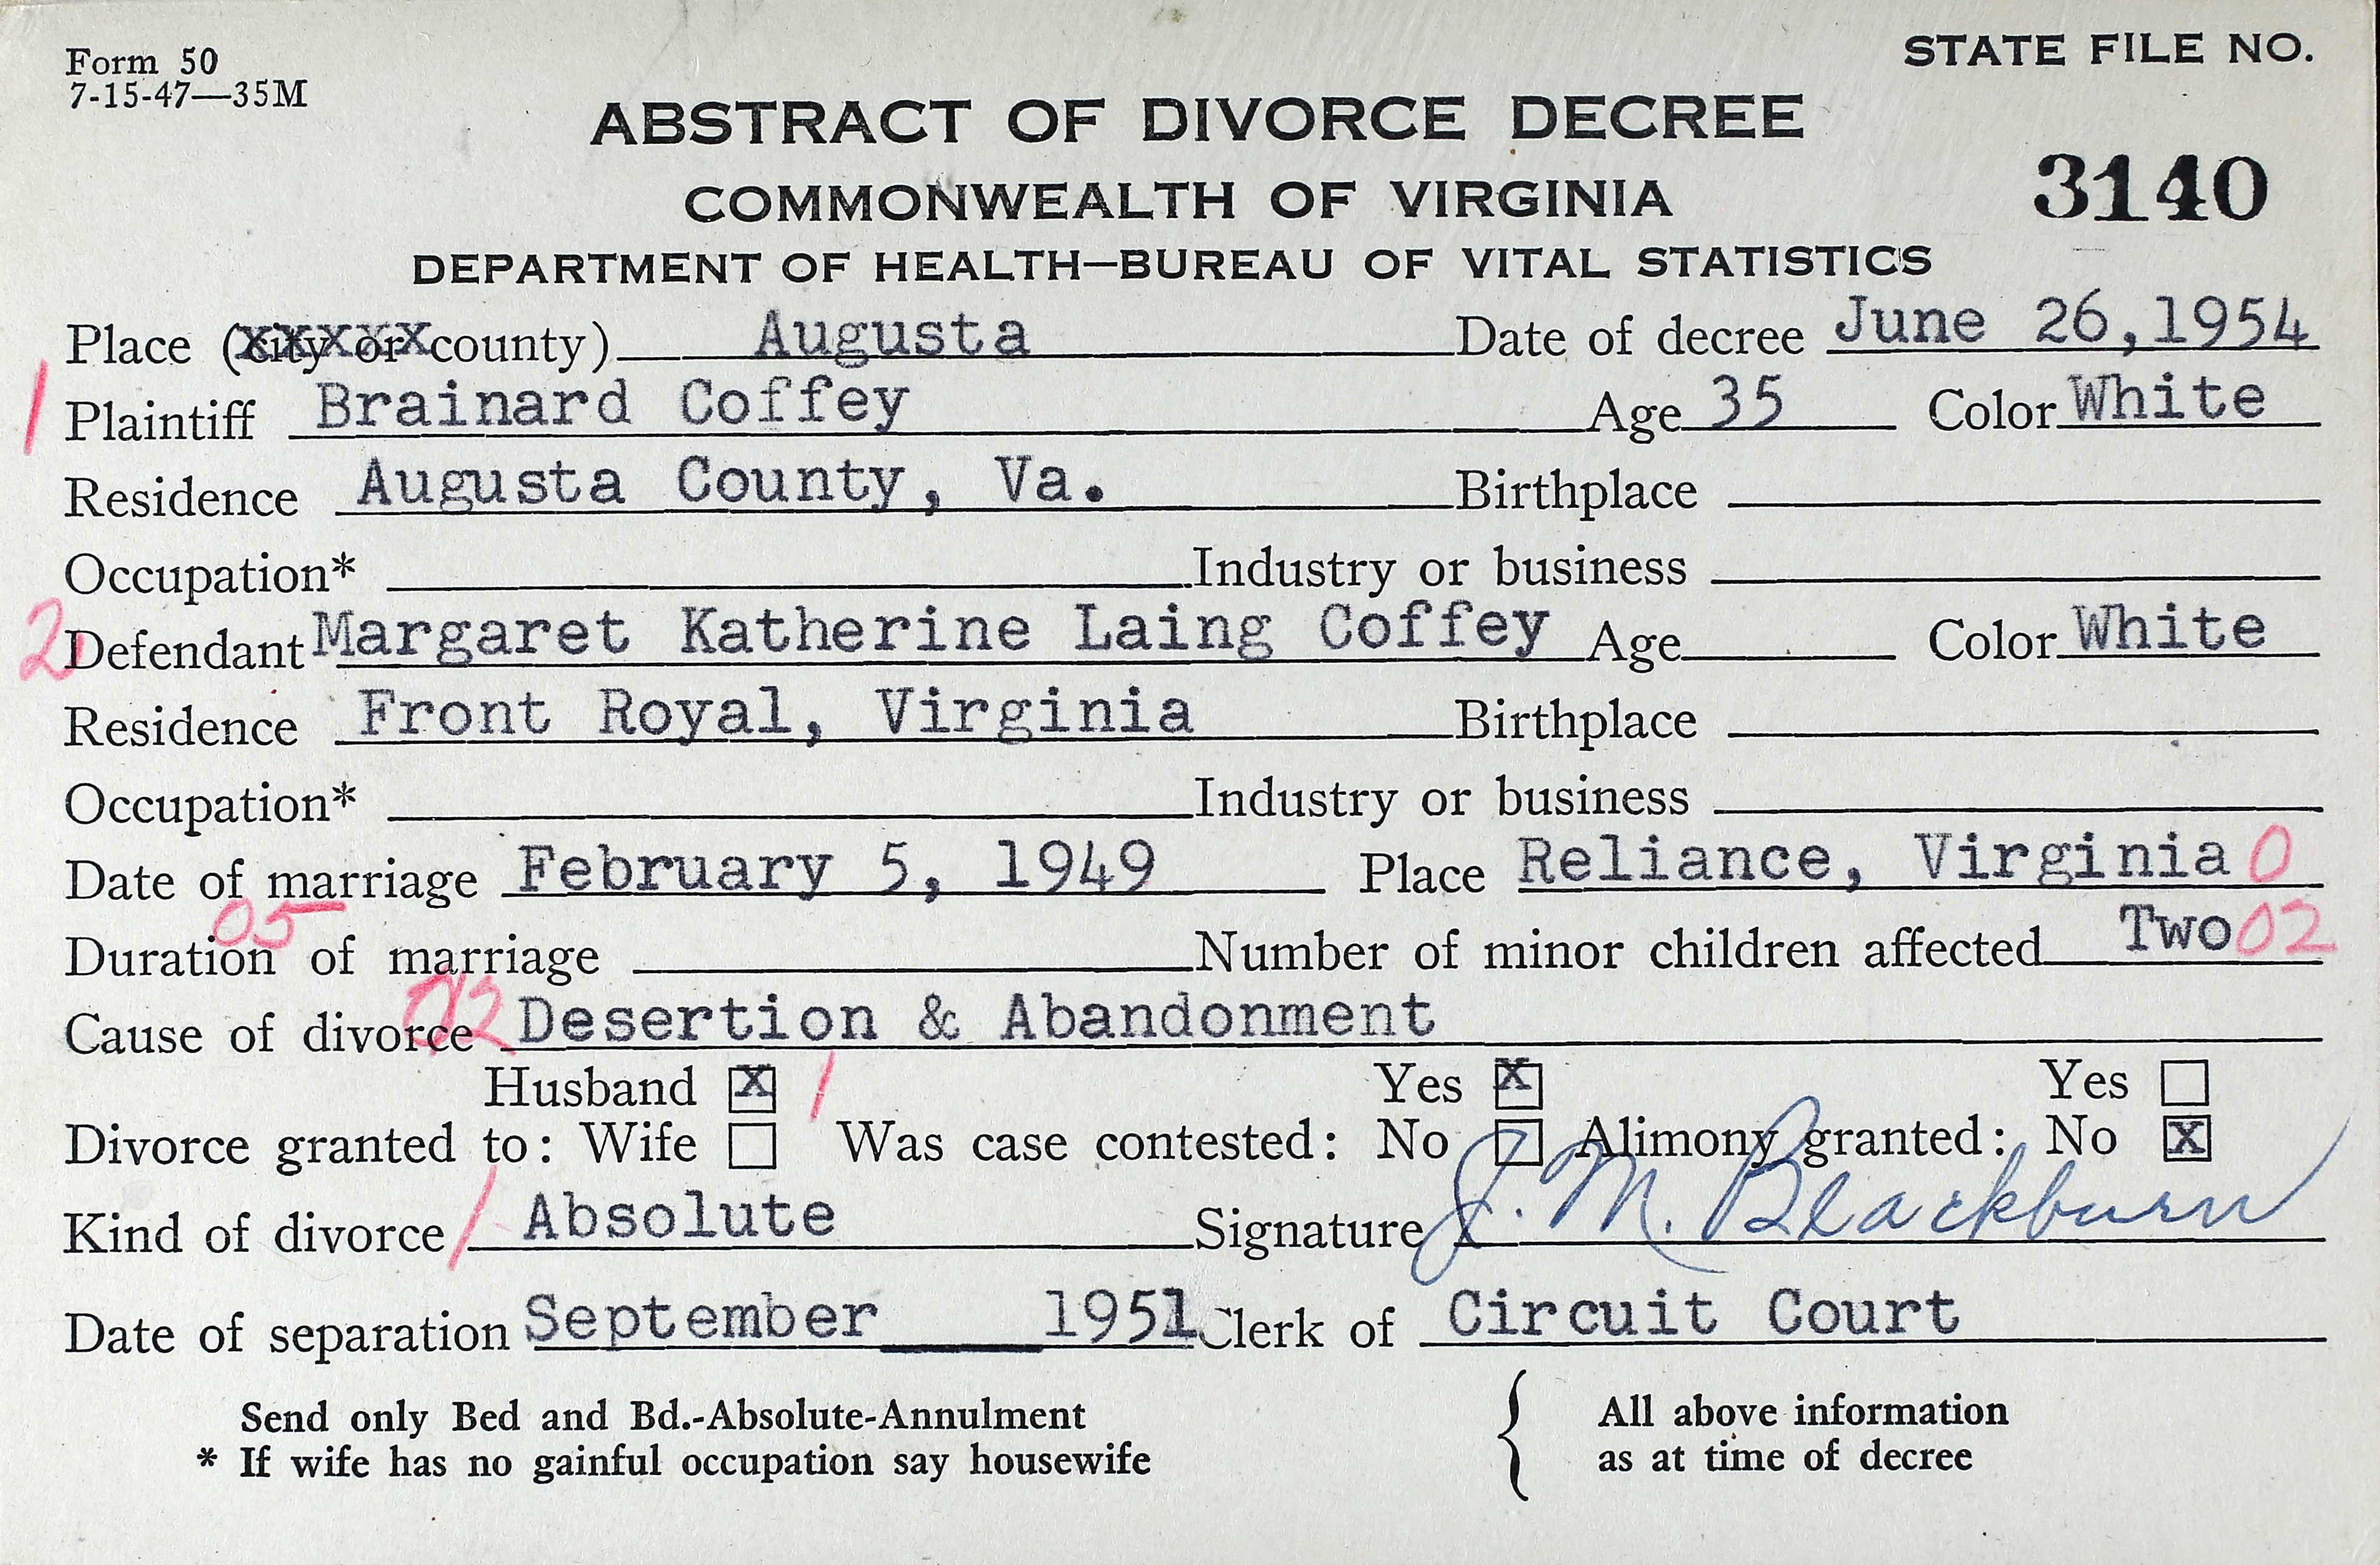 Form 50
7-15-47—35M
STATE FILE NO.
ABSTRACT OF DIVORCE DECREE
3140
COMMONWEALTH OF VIRGINIA
DEPARTMENT OF HEALTH—BUREAU OF VITAL STATISTICS
Place (city or county) Augusta Date of decree June 26,1954
1 Plaintiff Brainard Coffey Age 35 Color White
Residence Augusta County, Va. Birthplace
Occupation* Industry or business
2 Defendant Margaret Katherine Laing Coffey Age Color White
Residence Front Royal, Virginia Birthplace
Occupation* Industry or business
Date of marriage February 5, 1949 Place Reliance, Virginia 0
05
Duration of marriage Number of minor children affected Two 02
Cause of divorce Desertion & Abandonment
Husband X 1 Yes X Yes
Divorce granted to: Wife Was case contested: No Alimony granted: No X
Kind of divorce / Absolute Signature J. M. Blackburn
Date of separation September 1951 Clerk of Circuit Court
Send only Bed and Bd.-Absolute-Annulment { All above information
* If wife has no gainful occupation say housewife as at time of decree